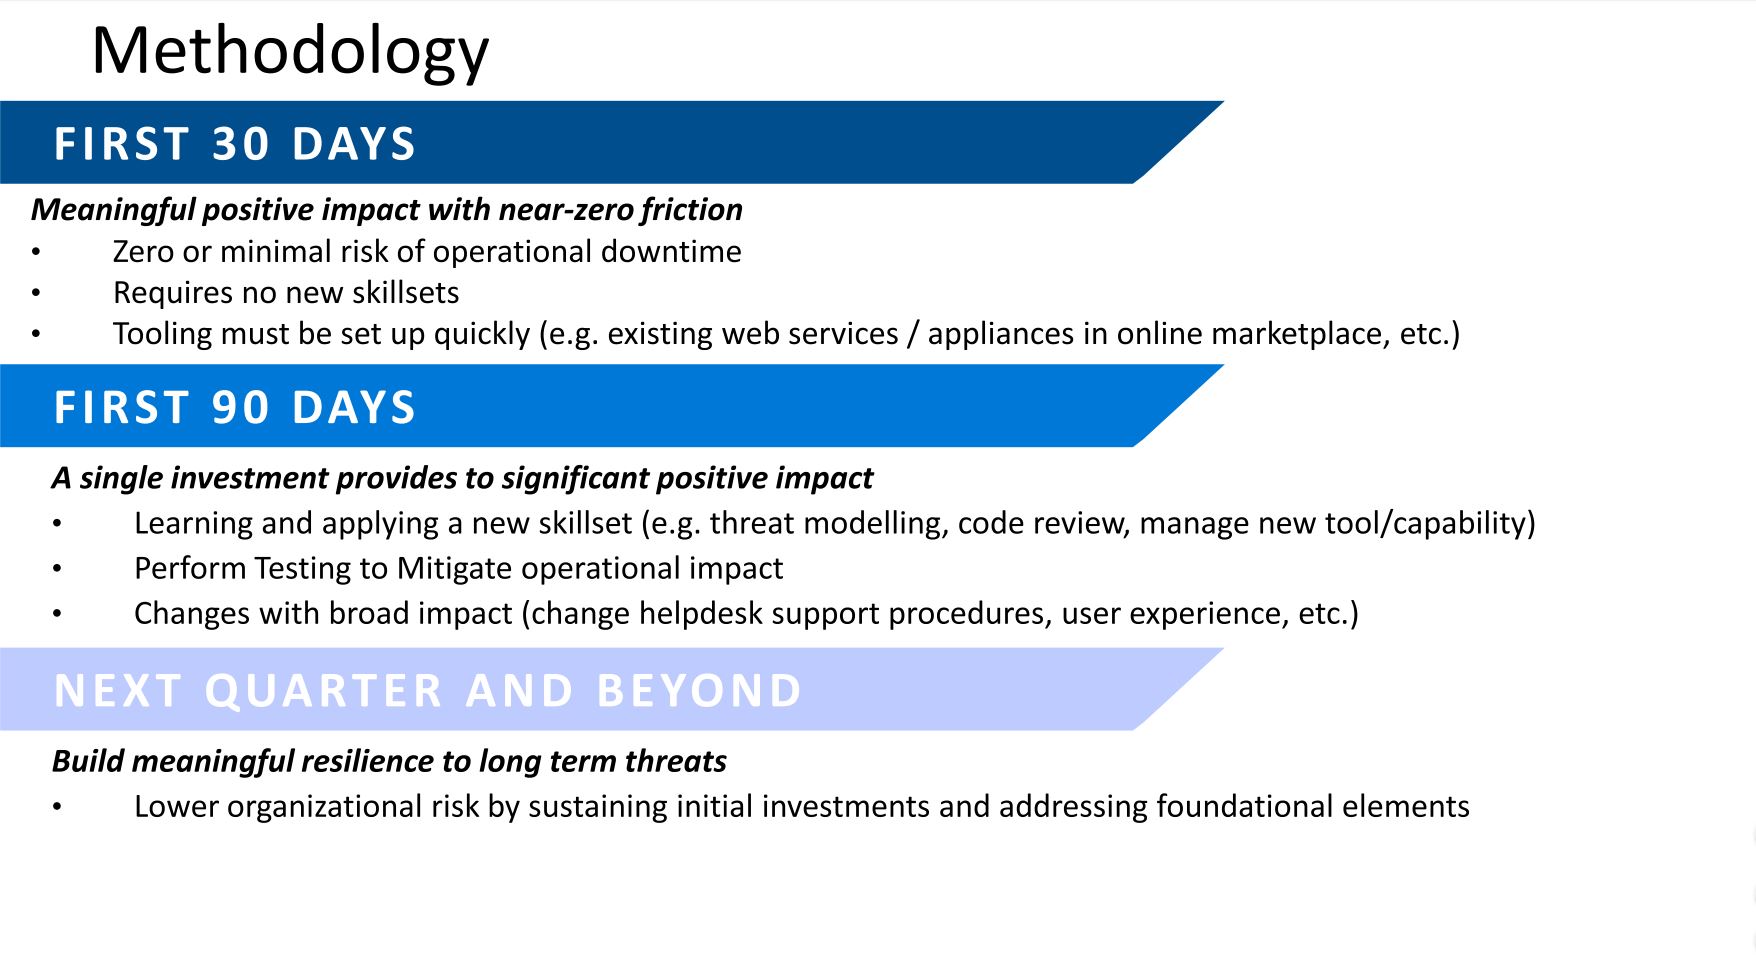 Methodology
FIRST 30 DAYS
Meaningful positive impact with near-zero friction
• Zero or minimal risk of operational downtime
• Requires no new skillsets
• Tooling must be set up quickly (e.g. existing web services / appliances in online marketplace, etc.)
FIRST 90 DAYS
A single investment provides to significant positive impact
• Learning and applying a new skillset (e.g. threat modelling, code review, manage new tool/capability)
• Perform Testing to Mitigate operational impact
• Changes with broad impact (change helpdesk support procedures, user experience, etc.)
NEXT QUARTER AND BEYOND
Build meaningful resilience to long term threats
• Lower organizational risk by sustaining initial investments and addressing foundational elements